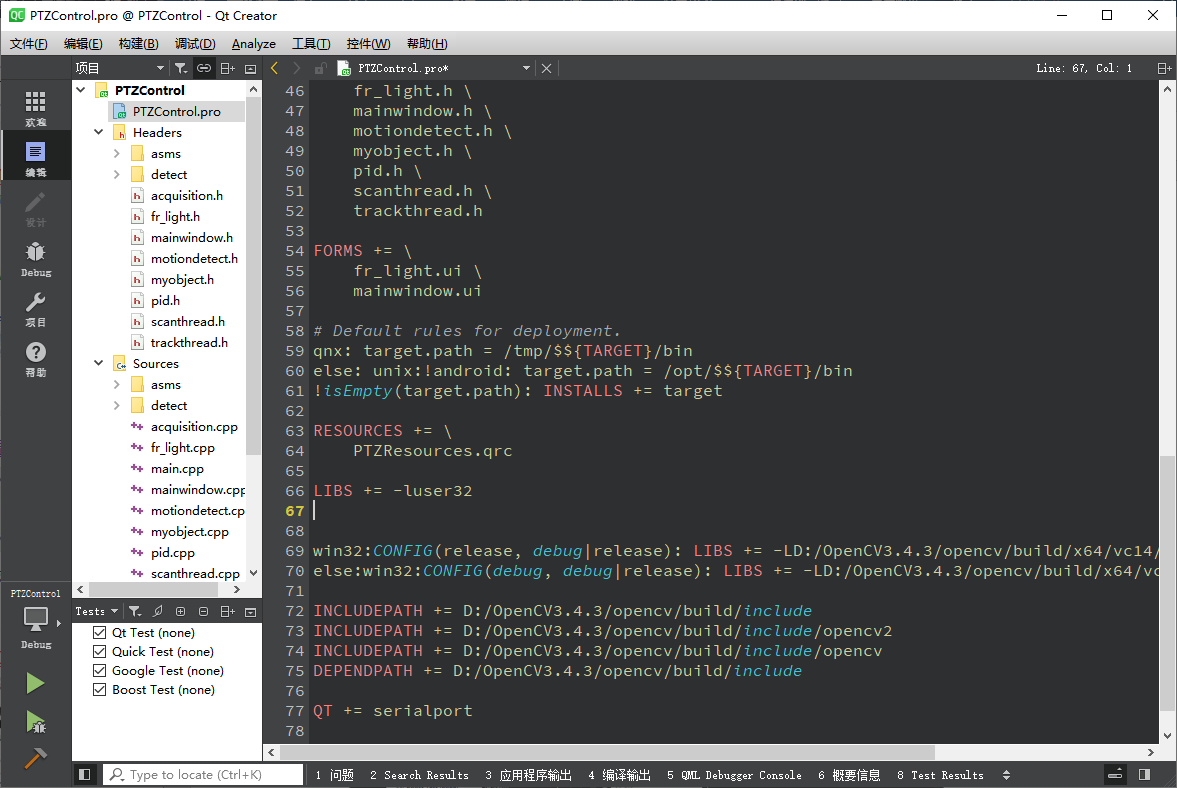 PTZControl.pro @ PTZControl - Qt Creator
文件(F) 编辑(E) 构建(B) 调试(D) Analyze 工具(T) 控件(W) 帮助(H)
项目 PTZControl.pro* Line: 67, Col: 1
欢迎
编辑
设计
Debug
项目
帮助
PTZControl
Debug
PTZControl
PTZControl.pro
Headers
asms
detect
acquisition.h
fr_light.h
mainwindow.h
motiondetect.h
myobject.h
pid.h
scanthread.h
trackthread.h
Sources
asms
detect
acquisition.cpp
fr_light.cpp
main.cpp
mainwindow.cpp
motiondetect.cp
myobject.cpp
pid.cpp
scanthread.cpp
Tests
Qt Test (none)
Quick Test (none)
Google Test (none)
Boost Test (none)
46 fr_light.h \
47 mainwindow.h \
48 motiondetect.h \
49 myobject.h \
50 pid.h \
51 scanthread.h \
52 trackthread.h
53
54 FORMS += \
55 fr_light.ui \
56 mainwindow.ui
57
58 # Default rules for deployment.
59 qnx: target.path = /tmp/$${TARGET}/bin
60 else: unix:!android: target.path = /opt/$${TARGET}/bin
61 !isEmpty(target.path): INSTALLS += target
62
63 RESOURCES += \
64 PTZResources.qrc
65
66 LIBS += -luser32
67
68
69 win32:CONFIG(release, debug|release): LIBS += -LD:/OpenCV3.4.3/opencv/build/x64/vc14/
70 else:win32:CONFIG(debug, debug|release): LIBS += -LD:/OpenCV3.4.3/opencv/build/x64/vc
71
72 INCLUDEPATH += D:/OpenCV3.4.3/opencv/build/include
73 INCLUDEPATH += D:/OpenCV3.4.3/opencv/build/include/opencv2
74 INCLUDEPATH += D:/OpenCV3.4.3/opencv/build/include/opencv
75 DEPENDPATH += D:/OpenCV3.4.3/opencv/build/include
76
77 QT += serialport
78
Type to locate (Ctrl+K) 1 问题 2 Search Results 3 应用程序输出 4 编译输出 5 QML Debugger Console 6 概要信息 8 Test Results